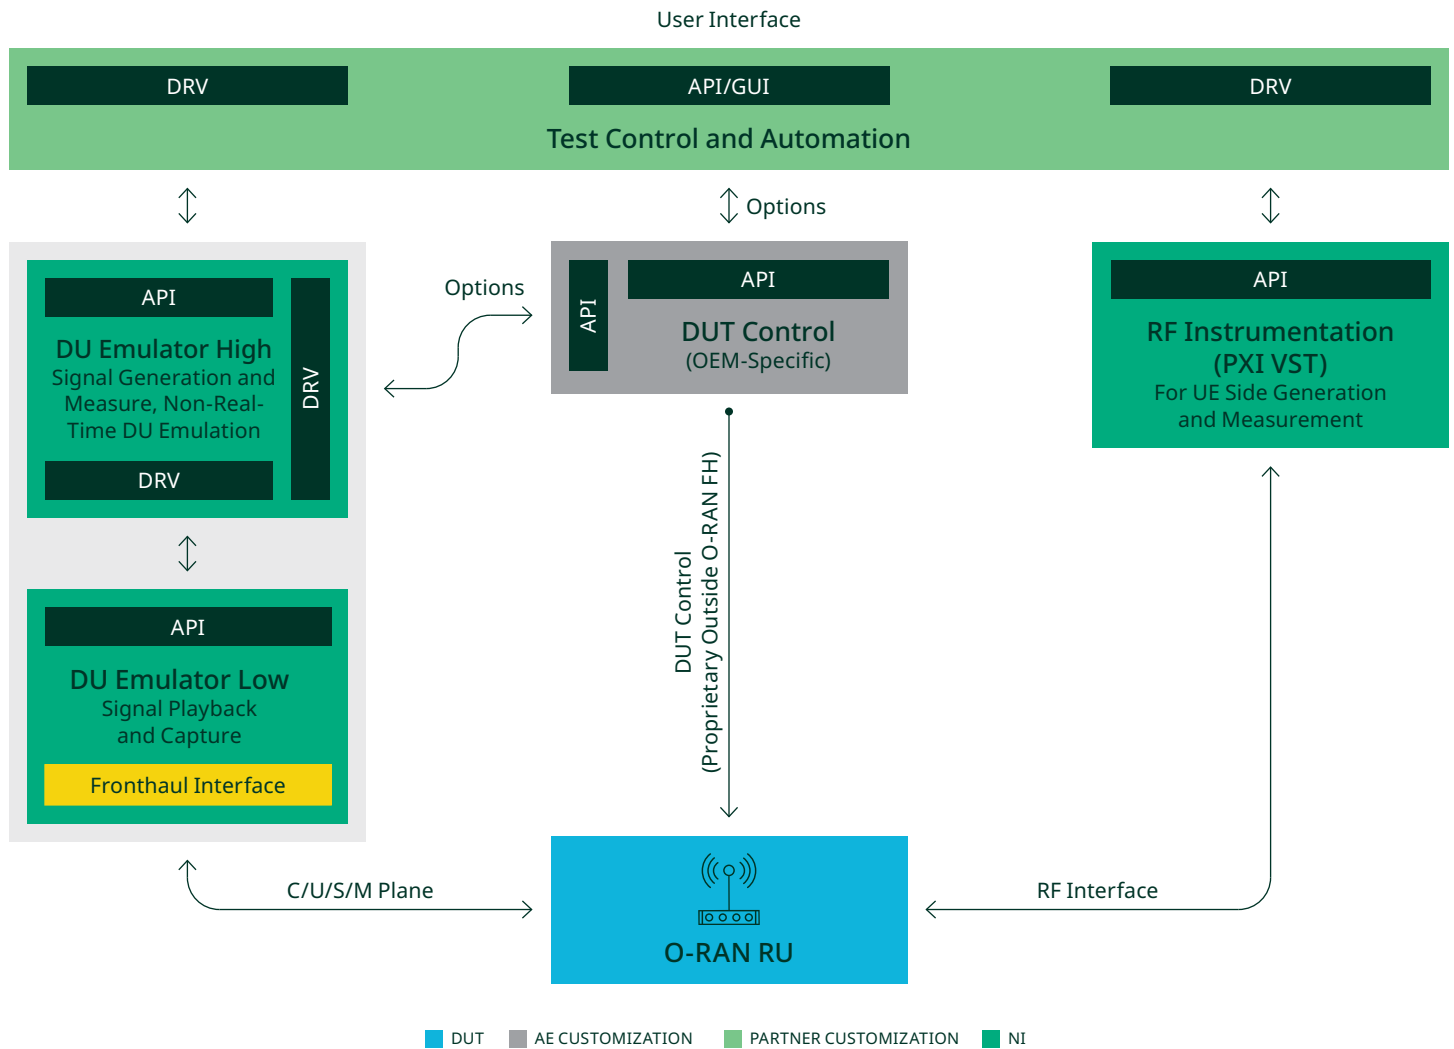 User Interface
DRV
API/GUI
DRV
Test Control and Automation
Options
API
DU Emulator High
Signal Generation and
Measure, Non-Real-
Time DU Emulation
DRV
DRV
Options
API
API
DUT Control
(OEM-Specific)
API
RF Instrumentation
(PXI VST)
For UE Side Generation
and Measurement
API
DU Emulator Low
Signal Playback
and Capture
Fronthaul Interface
DUT Control
(Proprietary Outside O-RAN FH)
C/U/S/M Plane
RF Interface
O-RAN RU
DUT
AE CUSTOMIZATION
PARTNER CUSTOMIZATION
NI